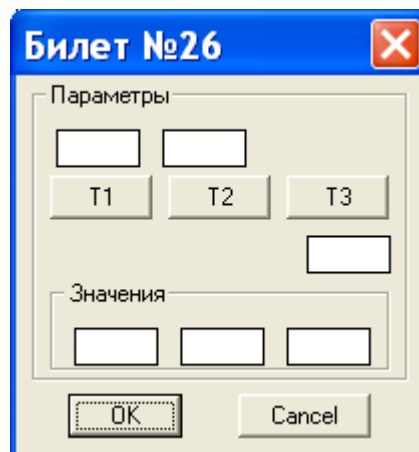 Билет №26
Параметры
T1 T2 T3
Значения
OK Cancel